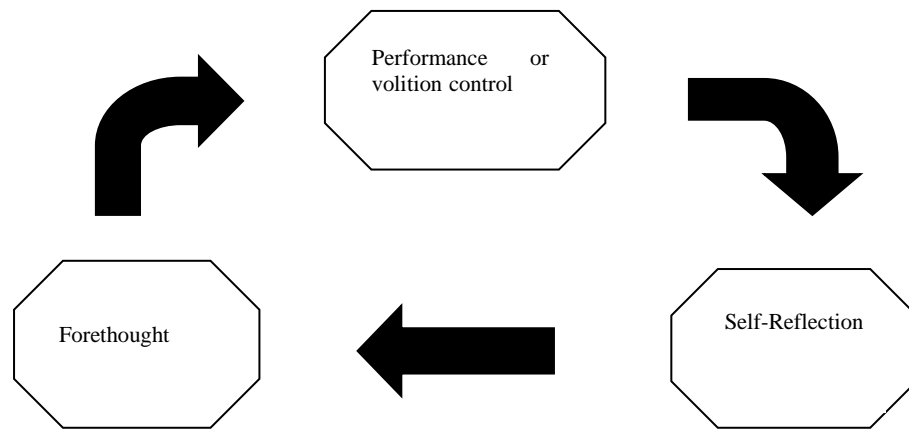 Performance or
volition control
Forethought
Self-Reflection